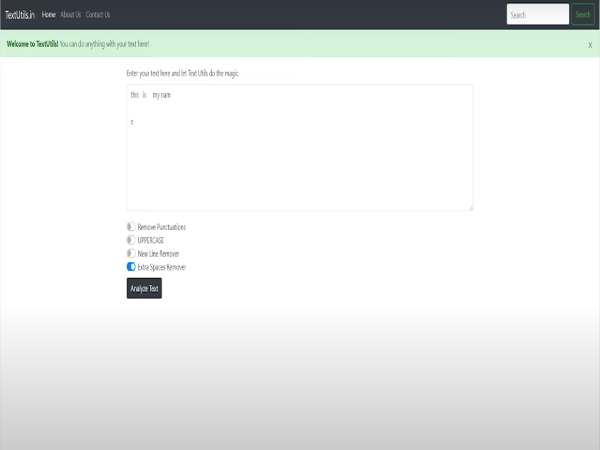 TextUtils.in Home About Us Contact Us Search Search
Welcome to TextUtils! You can do anything with your text here! x
Enter your text here and let Text Utils do the magic
this is my nam
e
Remove Punctuations
UPPERCASE
New Line Remover
Extra Spaces Remover
Analyze Text